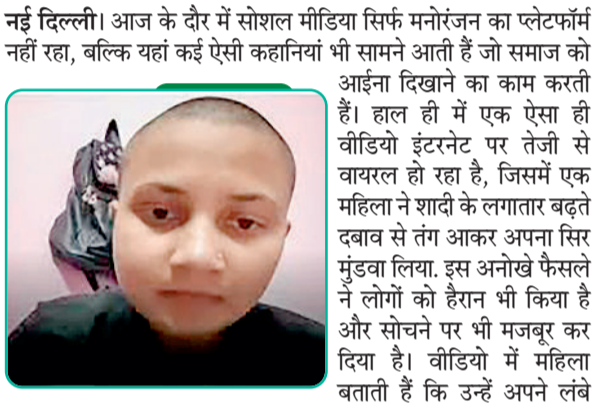 नई दिल्ली। आज के दौर में सोशल मीडिया सिर्फ मनोरंजन का प्लेटफॉर्म
नहीं रहा, बल्कि यहां कई ऐसी कहानियां भी सामने आती हैं जो समाज को
आईना दिखाने का काम करती
हैं। हाल ही में एक ऐसा ही
वीडियो इंटरनेट पर तेजी से
वायरल हो रहा है, जिसमें एक
महिला ने शादी के लगातार बढ़ते
दबाव से तंग आकर अपना सिर
मुंडवा लिया. इस अनोखे फैसले
ने लोगों को हैरान भी किया है
और सोचने पर भी मजबूर कर
दिया है। वीडियो में महिला
बताती हैं कि उन्हें अपने लंबे